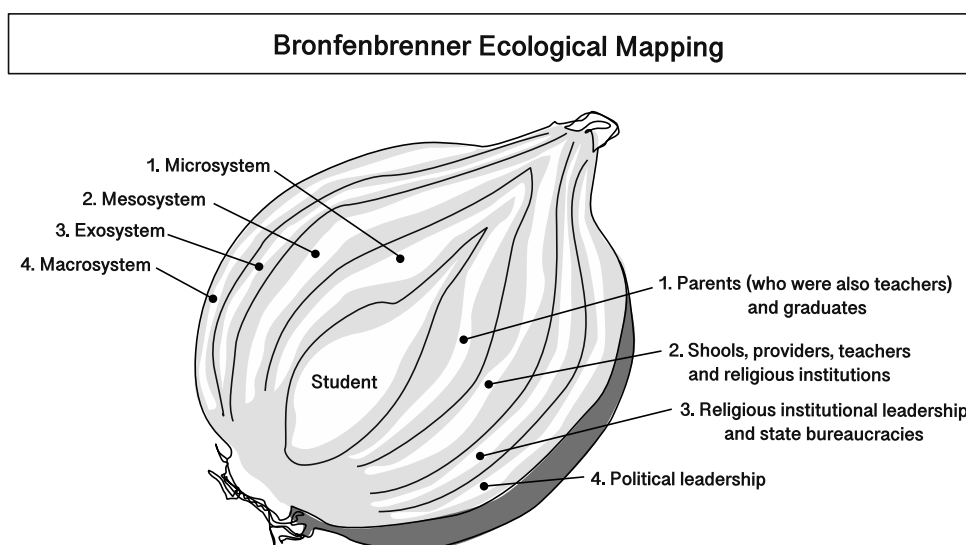 Bronfenbrenner Ecological Mapping
1. Microsystem
2. Mesosystem
3. Exosystem
4. Macrosystem
Student
1. Parents (who were also teachers)
and graduates
2. Shools, providers, teachers
and religious institutions
3. Religious institutional leadership
and state bureaucracies
4. Political leadership